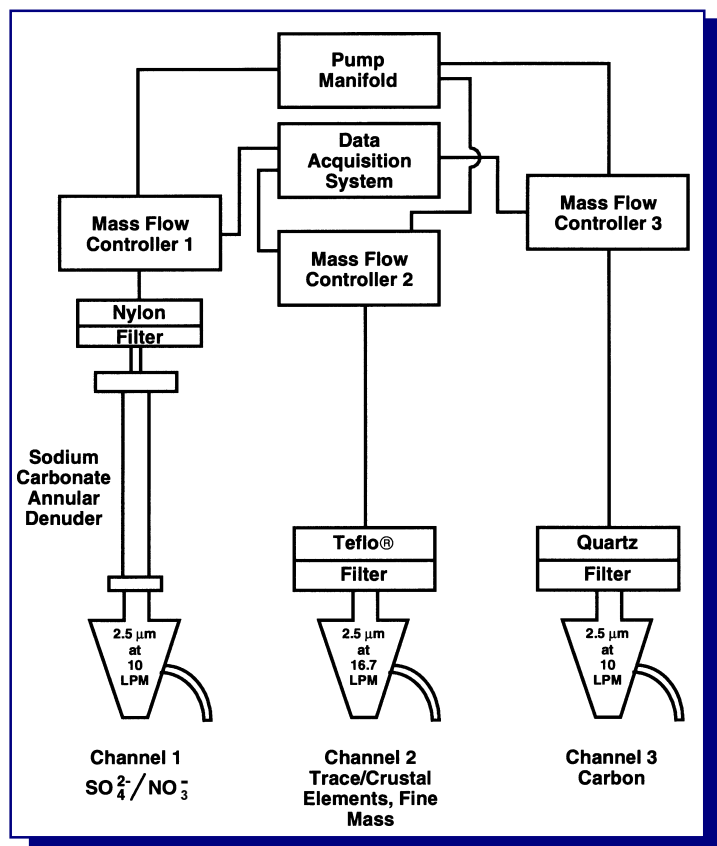 Pump
Manifold
Data
Acquisition
System
Mass Flow
Controller 1
Mass Flow
Controller 2
Mass Flow
Controller 3
Nylon
Filter
Sodium
Carbonate
Annular
Denuder
Teflo®
Filter
Quartz
Filter
2.5 μm
at
10
LPM
2.5 μm
at
16.7
LPM
2.5 μm
at
10
LPM
Channel 1
SO₄²⁻/NO₃⁻
Channel 2
Trace/Crustal
Elements, Fine
Mass
Channel 3
Carbon